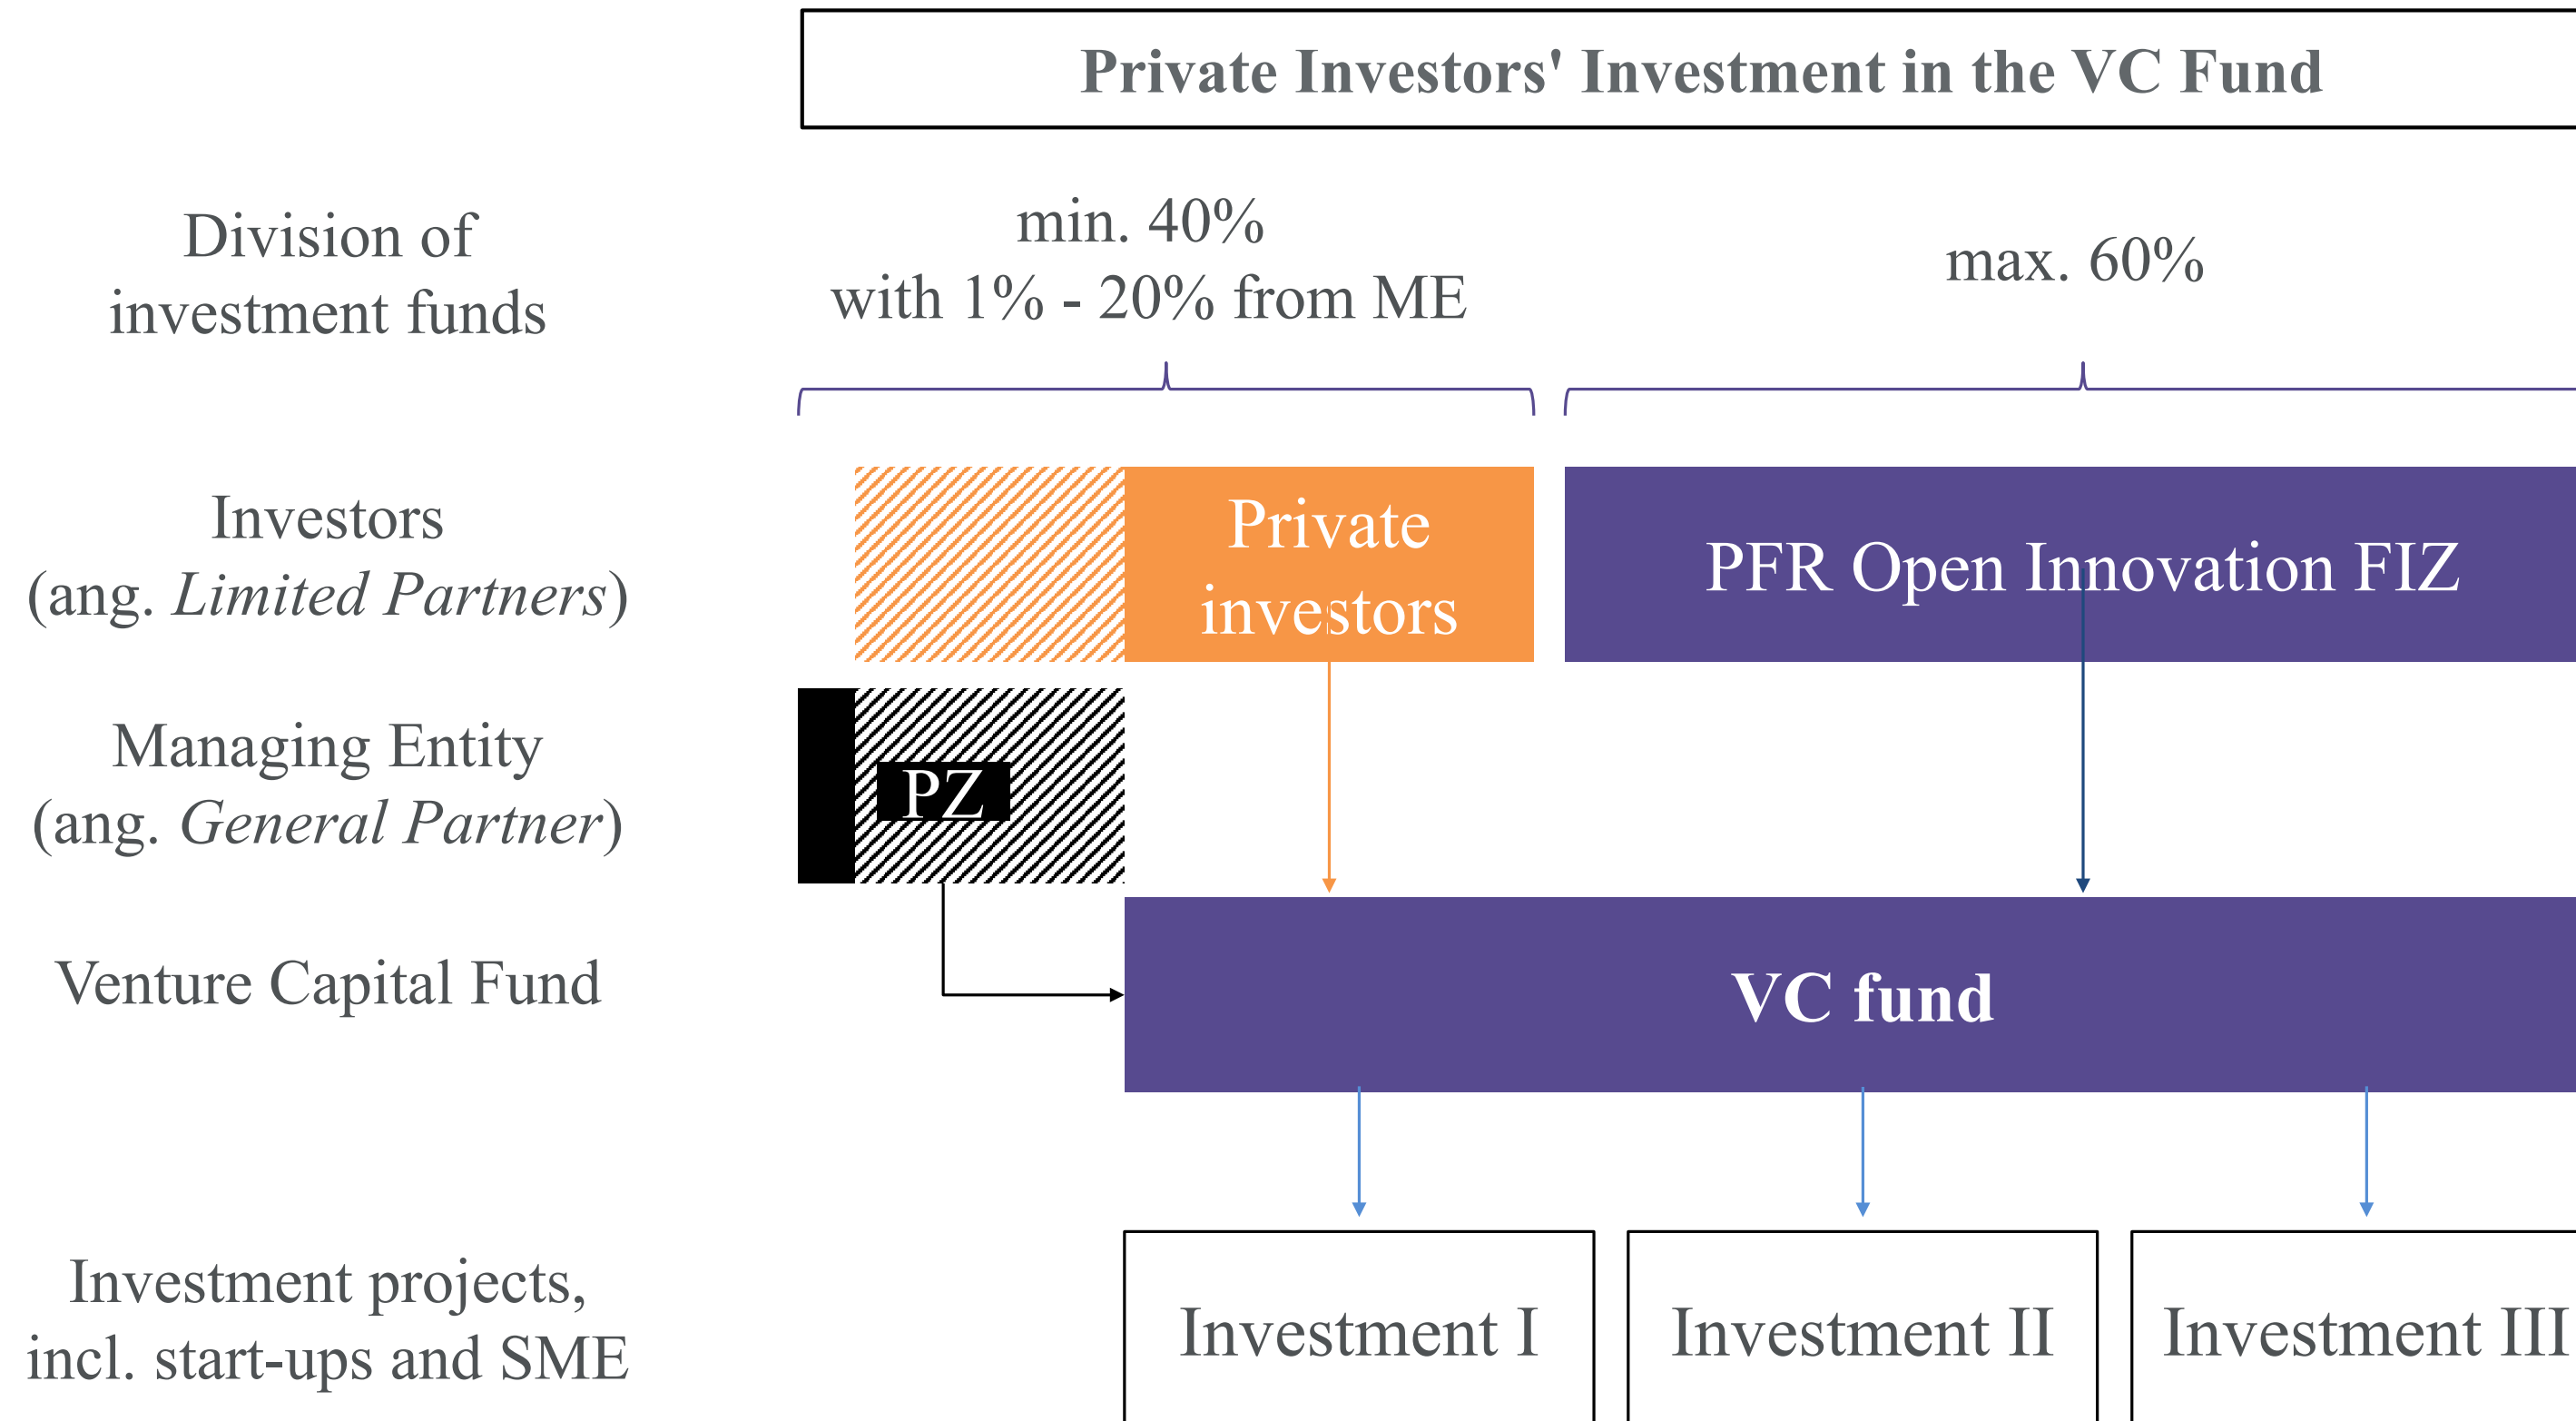 Private Investors' Investment in the VC Fund
Division of
investment funds
min. 40%
with 1% - 20% from ME
max. 60%
Investors
(ang. Limited Partners)
Private
investors
PFR Open Innovation FIZ
Managing Entity
(ang. General Partner)
PZ
Venture Capital Fund
VC fund
Investment projects,
incl. start-ups and SME
Investment I
Investment II
Investment III